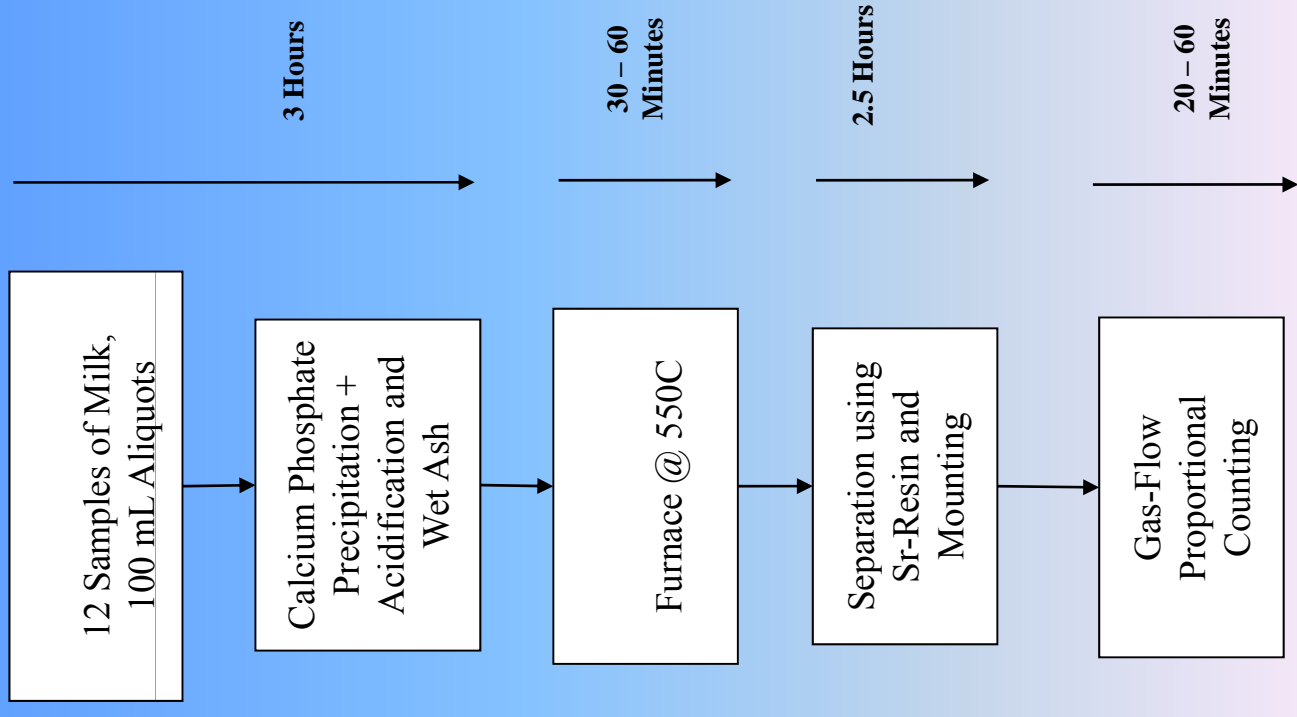 12 Samples of Milk,
100 mL Aliquots
3 Hours
Calcium Phosphate
Precipitation +
Acidification and
Wet Ash
Furnace @ 550C
30 – 60
Minutes
Separation using
Sr-Resin and
Mounting
2.5 Hours
Gas-Flow
Proportional
Counting
20 – 60
Minutes